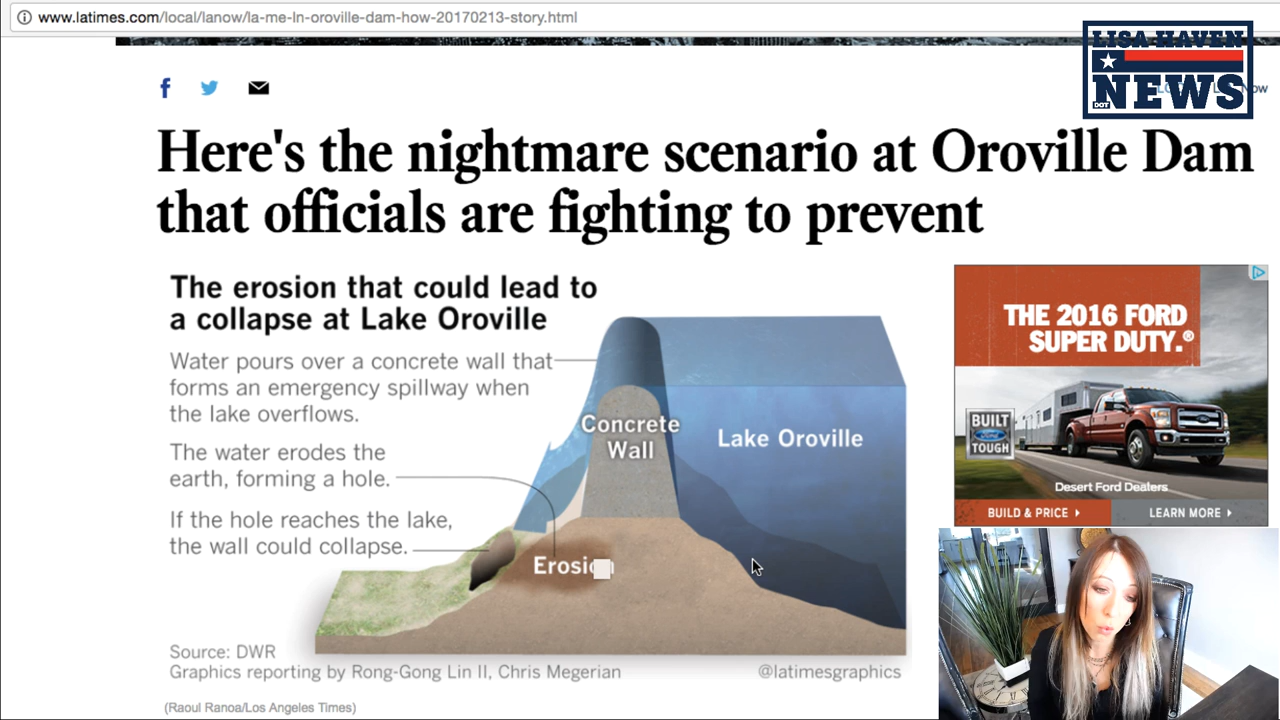 www.latimes.com/local/lanow/la-me-ln-oroville-dam-how-20170213-story.html
LISA HAVEN
DOT
NEWS
Now
Here's the nightmare scenario at Oroville Dam
that officials are fighting to prevent
The erosion that could lead to
a collapse at Lake Oroville
Water pours over a concrete wall that
forms an emergency spillway when
the lake overflows.
The water erodes the
earth, forming a hole.
If the hole reaches the lake,
the wall could collapse.
Concrete
Wall
Lake Oroville
Source: DWR
Graphics reporting by Rong-Gong Lin II, Chris Megerian
@latimesgraphics
(Raoul Ranoa/Los Angeles Times)
THE 2016 FORD
SUPER DUTY.®
BUILT
Ford
TOUGH
Desert Ford Dealers
BUILD & PRICE
LEARN MORE